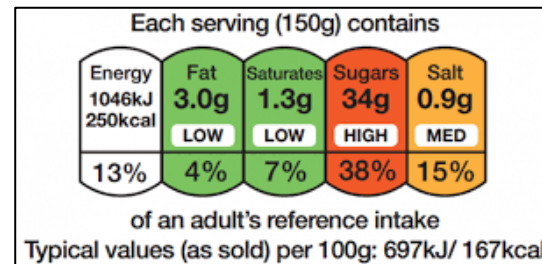 Each serving (150g) contains
Energy Fat Saturates Sugars Salt
1046kJ 3.0g 1.3g 34g 0.9g
250kcal
LOW LOW HIGH MED
13% 4% 7% 38% 15%
of an adult's reference intake
Typical values (as sold) per 100g: 697kJ/ 167kcal